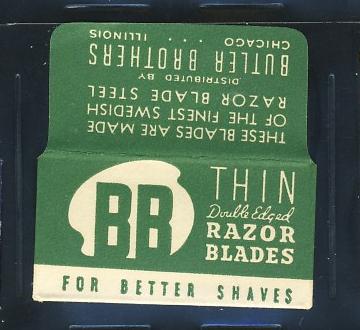 THESE BLADES ARE MADE
OF THE FINEST SWEDISH
RAZOR BLADE STEEL
DISTRIBUTED BY
BUTLER BROTHERS
CHICAGO . . . . ILLINOIS
BB
THIN
Double Edged
RAZOR
BLADES
FOR BETTER SHAVES